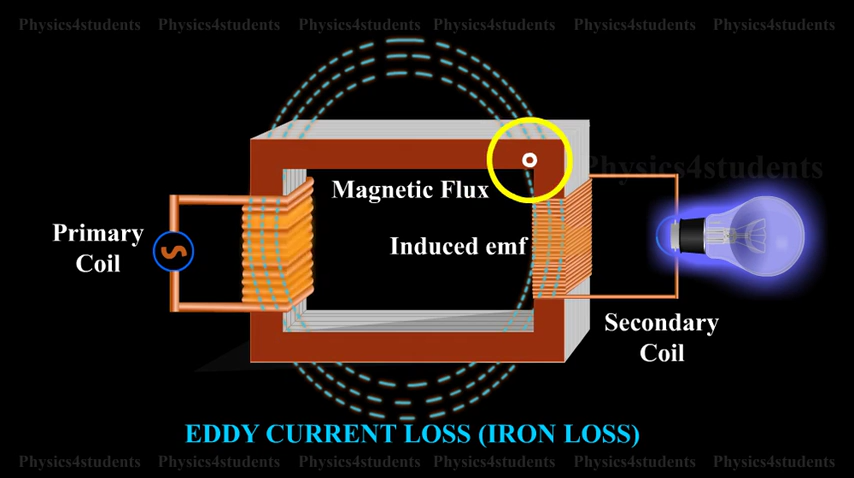 Physics4students Physics4students Physics4students Physics4students Physics4students Physics4students
Physics4students
Magnetic Flux
Primary
Coil
Induced emf
Secondary
Coil
EDDY CURRENT LOSS (IRON LOSS)
Physics4students Physics4students Physics4students Physics4students Physics4students Physics4students